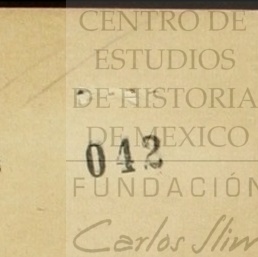 CENTRO DE
ESTUDIOS
DE HISTORIA
DE MEXICO
042
FUNDACIÓN
Carlos Slim